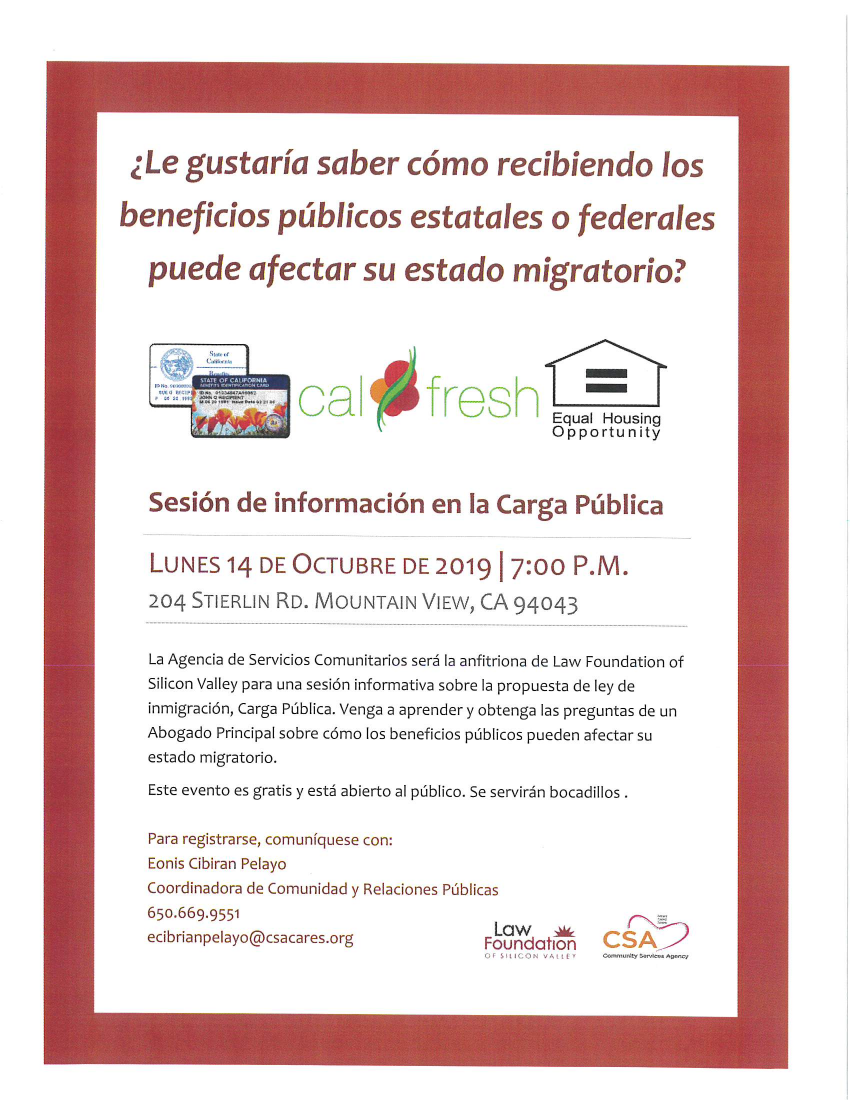 ¿Le gustaría saber cómo recibiendo los
beneficios públicos estatales o federales
puede afectar su estado migratorio?
State of
California
Benefits
STATE OF CALIFORNIA
BENEFITS IDENTIFICATION CARD
JOHN Q RECIPIENT
cal fresh
Equal Housing
Opportunity
Sesión de información en la Carga Pública
LUNES 14 DE OCTUBRE DE 2019 | 7:00 P.M.
204 STIERLIN RD. MOUNTAIN VIEW, CA 94043
La Agencia de Servicios Comunitarios será la anfitriona de Law Foundation of
Silicon Valley para una sesión informativa sobre la propuesta de ley de
inmigración, Carga Pública. Venga a aprender y obtenga las preguntas de un
Abogado Principal sobre cómo los beneficios públicos pueden afectar su
estado migratorio.
Este evento es gratis y está abierto al público. Se servirán bocadillos .
Para registrarse, comuníquese con:
Eonis Cibiran Pelayo
Coordinadora de Comunidad y Relaciones Públicas
650.669.9551
ecibrianpelayo@csacares.org
Law
Foundation
OF SILICON VALLEY
CSA
Community Services Agency